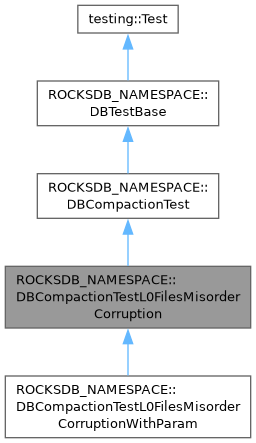 testing::Test
ROCKSDB_NAMESPACE::
DBTestBase
ROCKSDB_NAMESPACE::
DBCompactionTest
ROCKSDB_NAMESPACE::
DBCompactionTestL0FilesMisorder
Corruption
ROCKSDB_NAMESPACE::
DBCompactionTestL0FilesMisorder
CorruptionWithParam